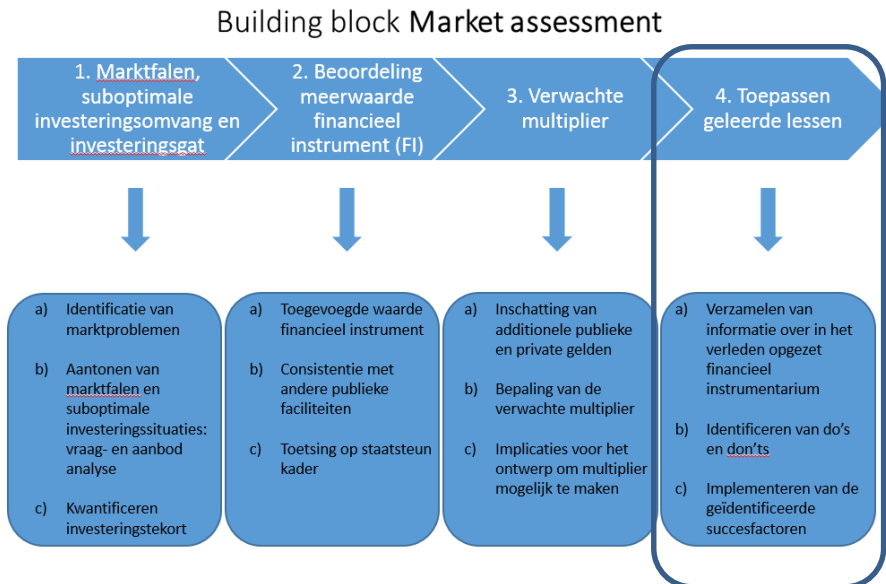 Building block Market assessment
1. Marktfalen,
suboptimale
investeringsomvang en
investeringsgat
2. Beoordeling
meerwaarde
financieel
instrument (FI)
3. Verwachte
multiplier
4. Toepassen
geleerde lessen
a) Identificatie van
marktproblemen
b) Aantonen van
marktfalen en
suboptimale
investeringssituaties:
vraag- en aanbod
analyse
c) Kwantificeren
investeringstekort
a) Toegevoegde waarde
financieel instrument
b) Consistentie met
andere publieke
faciliteiten
c) Toetsing op staatsteun
kader
a) Inschatting van
additionele publieke
en private gelden
b) Bepaling van de
verwachte multiplier
c) Implicaties voor het
ontwerp om multiplier
mogelijk te maken
a) Verzamelen van
informatie over in het
verleden opgezet
financieel
instrumentarium
b) Identificeren van do's
en don'ts
c) Implementeren van de
geïdentificeerde
succesfactoren